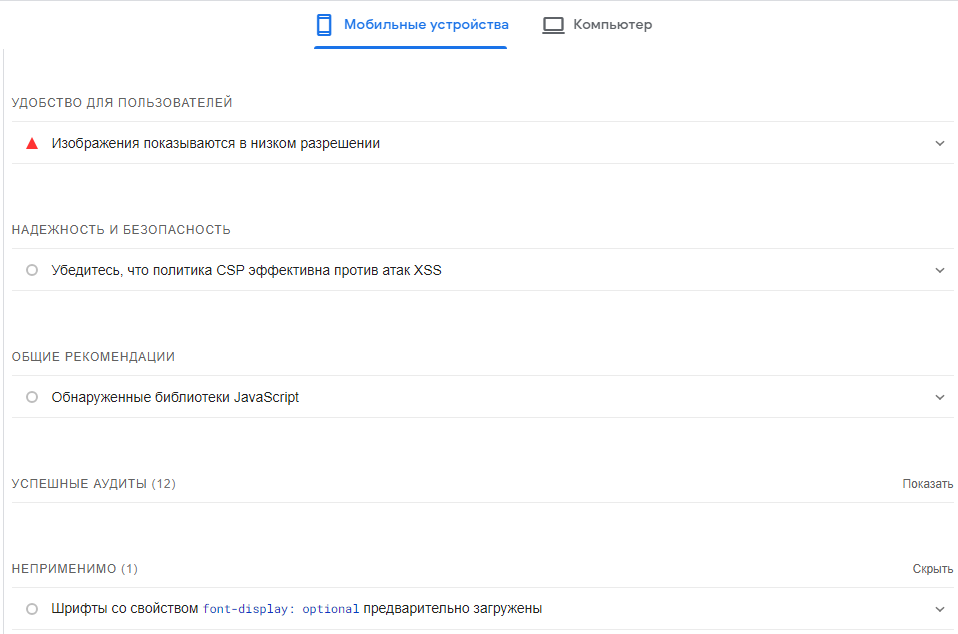 Мобильные устройства Компьютер
УДОБСТВО ДЛЯ ПОЛЬЗОВАТЕЛЕЙ
Изображения показываются в низком разрешении
НАДЕЖНОСТЬ И БЕЗОПАСНОСТЬ
Убедитесь, что политика CSP эффективна против атак XSS
ОБЩИЕ РЕКОМЕНДАЦИИ
Обнаруженные библиотеки JavaScript
УСПЕШНЫЕ АУДИТЫ (12) Показать
НЕПРИМЕНИМО (1) Скрыть
Шрифты со свойством font-display: optional предварительно загружены